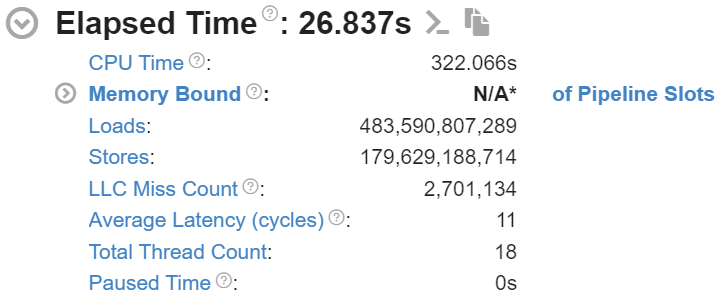 Elapsed Time ?: 26.837s
CPU Time ?: 322.066s
Memory Bound ?: N/A* of Pipeline Slots
Loads: 483,590,807,289
Stores: 179,629,188,714
LLC Miss Count ?: 2,701,134
Average Latency (cycles) ?: 11
Total Thread Count: 18
Paused Time ?: 0s